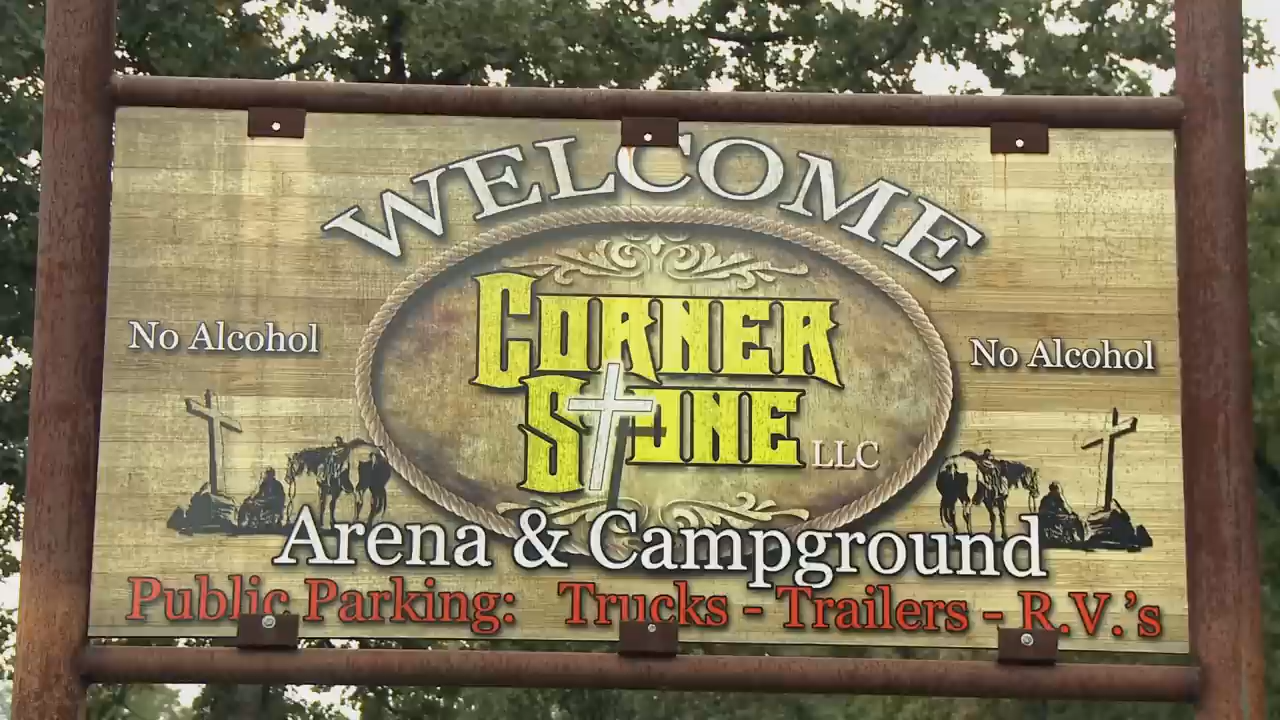 WELCOME
CORNER
STONE
LLC
No Alcohol
No Alcohol
Arena & Campground
Public Parking: Trucks - Trailers - R.V.'s